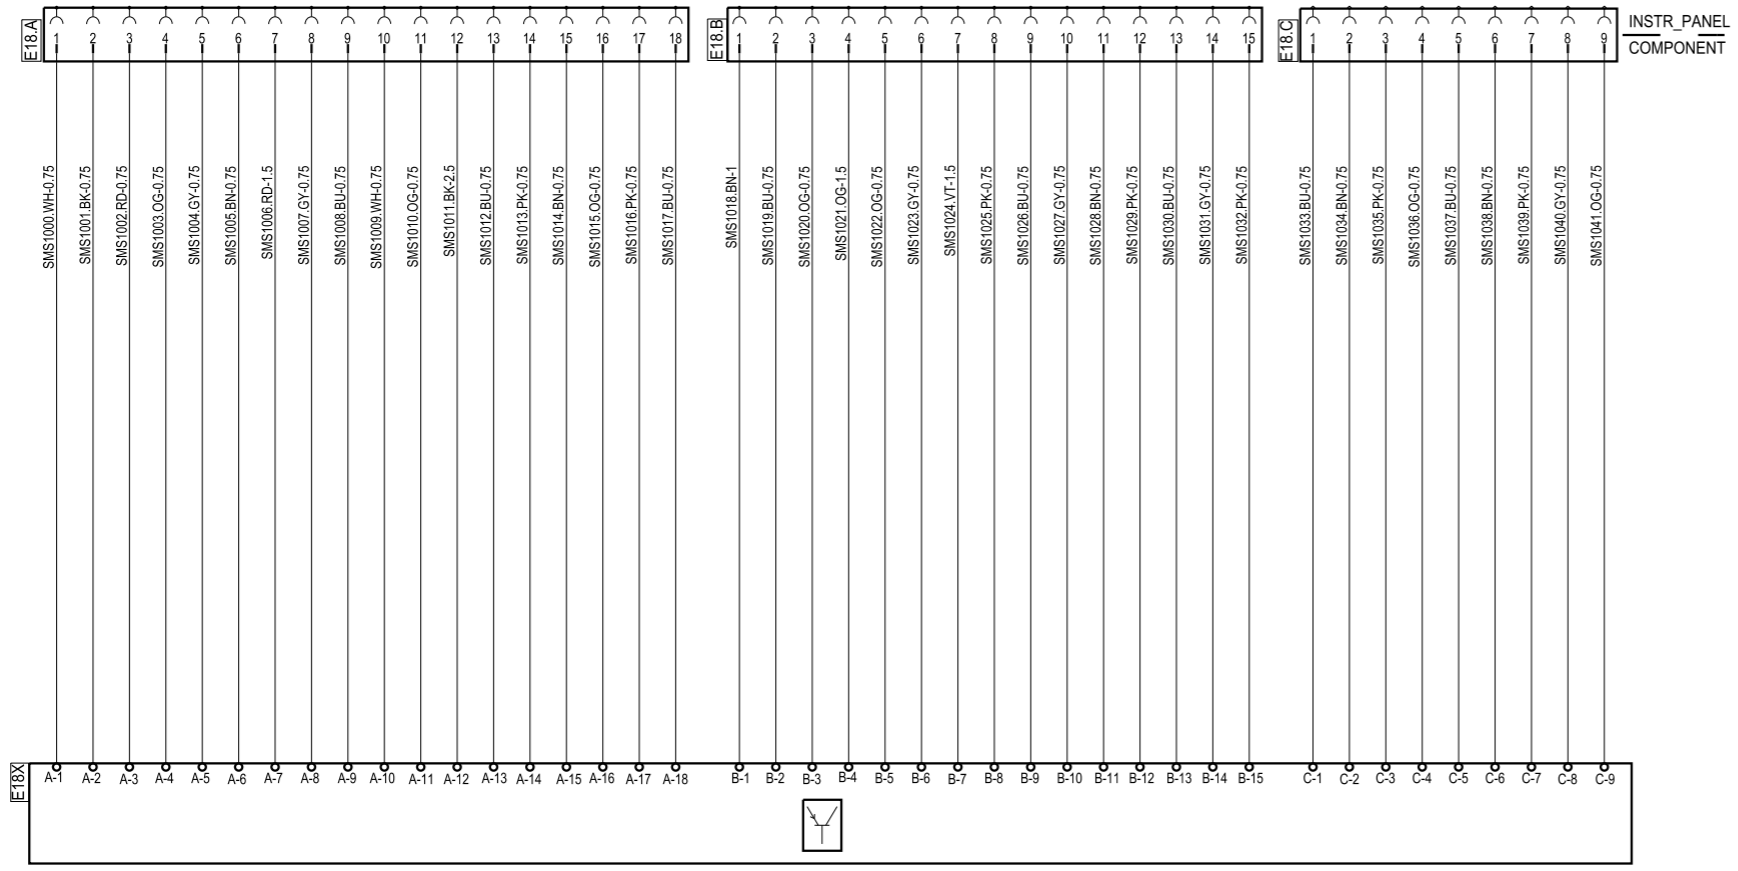 E18.A
1 2 3 4 5 6 7 8 9 10 11 12 13 14 15 16 17 18
E18.B
1 2 3 4 5 6 7 8 9 10 11 12 13 14 15
E18.C
1 2 3 4 5 6 7 8 9
INSTR_PANEL
COMPONENT
SMS1000.WH-0.75
SMS1001.BK-0.75
SMS1002.RD-0.75
SMS1003.OG-0.75
SMS1004.GY-0.75
SMS1005.BN-0.75
SMS1006.RD-1.5
SMS1007.GY-0.75
SMS1008.BU-0.75
SMS1009.WH-0.75
SMS1010.OG-0.75
SMS1011.BK-2.5
SMS1012.BU-0.75
SMS1013.PK-0.75
SMS1014.BN-0.75
SMS1015.OG-0.75
SMS1016.PK-0.75
SMS1017.BU-0.75
SMS1018.BN-1
SMS1019.BU-0.75
SMS1020.OG-0.75
SMS1021.OG-1.5
SMS1022.OG-0.75
SMS1023.GY-0.75
SMS1024.VT-1.5
SMS1025.PK-0.75
SMS1026.BU-0.75
SMS1027.GY-0.75
SMS1028.BN-0.75
SMS1029.PK-0.75
SMS1030.BU-0.75
SMS1031.GY-0.75
SMS1032.PK-0.75
SMS1033.BU-0.75
SMS1034.BN-0.75
SMS1035.PK-0.75
SMS1036.OG-0.75
SMS1037.BU-0.75
SMS1038.BN-0.75
SMS1039.PK-0.75
SMS1040.GY-0.75
SMS1041.OG-0.75
E18X
A-1 A-2 A-3 A-4 A-5 A-6 A-7 A-8 A-9 A-10 A-11 A-12 A-13 A-14 A-15 A-16 A-17 A-18 B-1 B-2 B-3 B-4 B-5 B-6 B-7 B-8 B-9 B-10 B-11 B-12 B-13 B-14 B-15 C-1 C-2 C-3 C-4 C-5 C-6 C-7 C-8 C-9